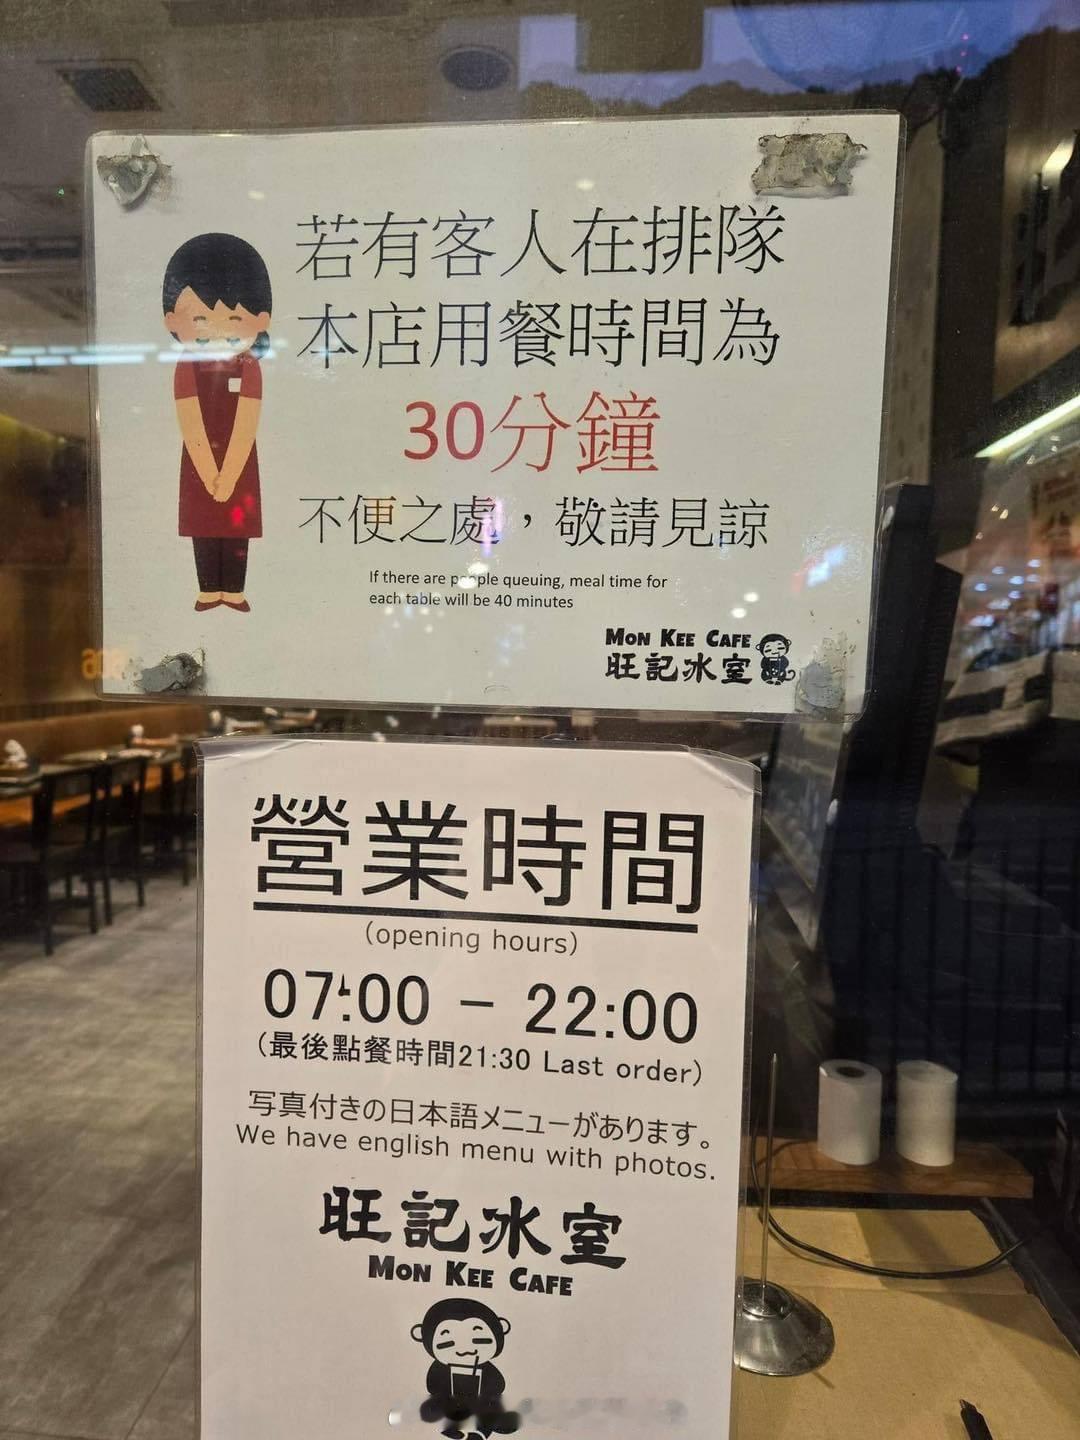 若有客人在排隊
本店用餐時間為
30分鐘
不便之處，敬請見諒
If there are people queuing, meal time for
each table will be 40 minutes
MON KEE CAFE
旺記冰室
營業時間
(opening hours)
07:00 - 22:00
(最後點餐時間21:30 Last order)
写真付きの日本語メニューがあります。
We have english menu with photos.
旺記冰室
MON KEE CAFE